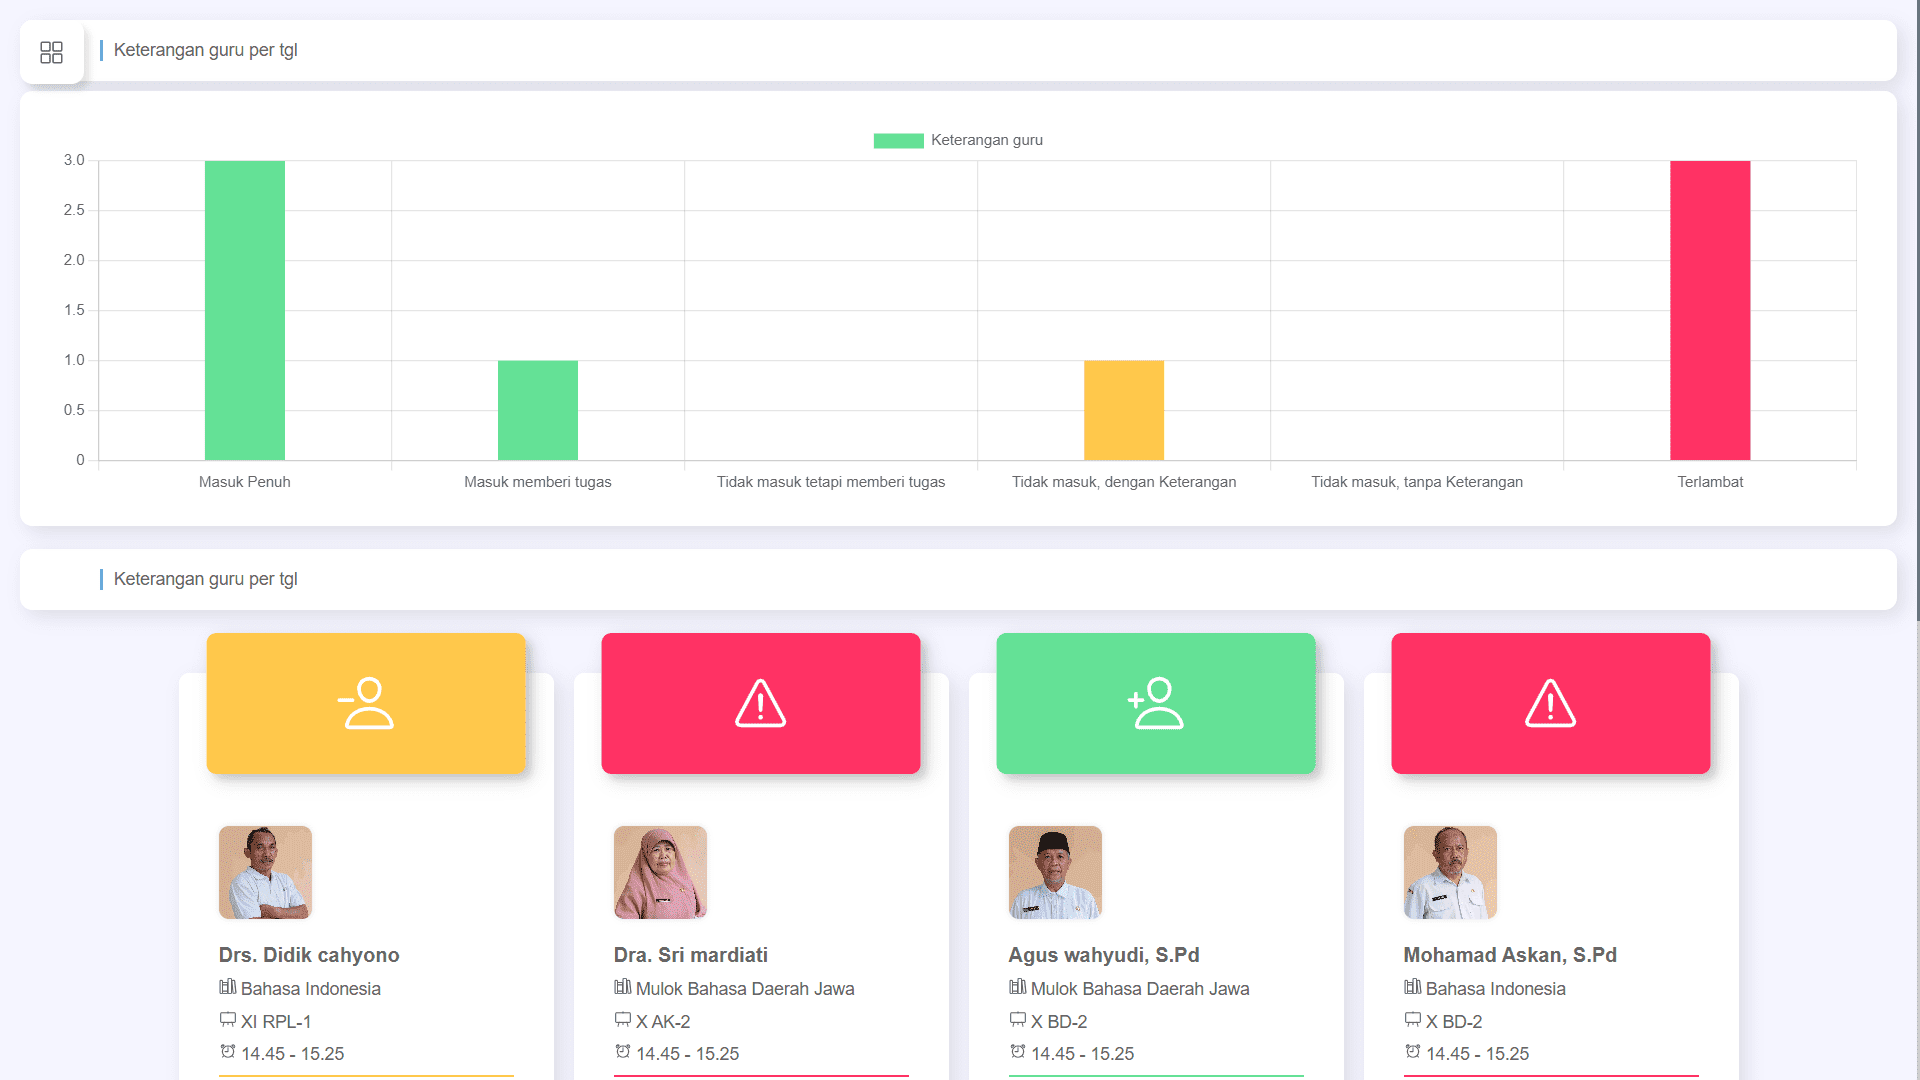 Keterangan guru per tgl
Keterangan guru
3.0
2.5
2.0
1.5
1.0
0.5
0
Masuk Penuh
Masuk memberi tugas
Tidak masuk tetapi memberi tugas
Tidak masuk, dengan Keterangan
Tidak masuk, tanpa Keterangan
Terlambat
Keterangan guru per tgl
Drs. Didik cahyono
Bahasa Indonesia
XI RPL-1
14.45 - 15.25
Dra. Sri mardiati
Mulok Bahasa Daerah Jawa
X AK-2
14.45 - 15.25
Agus wahyudi, S.Pd
Mulok Bahasa Daerah Jawa
X BD-2
14.45 - 15.25
Mohamad Askan, S.Pd
Bahasa Indonesia
X BD-2
14.45 - 15.25